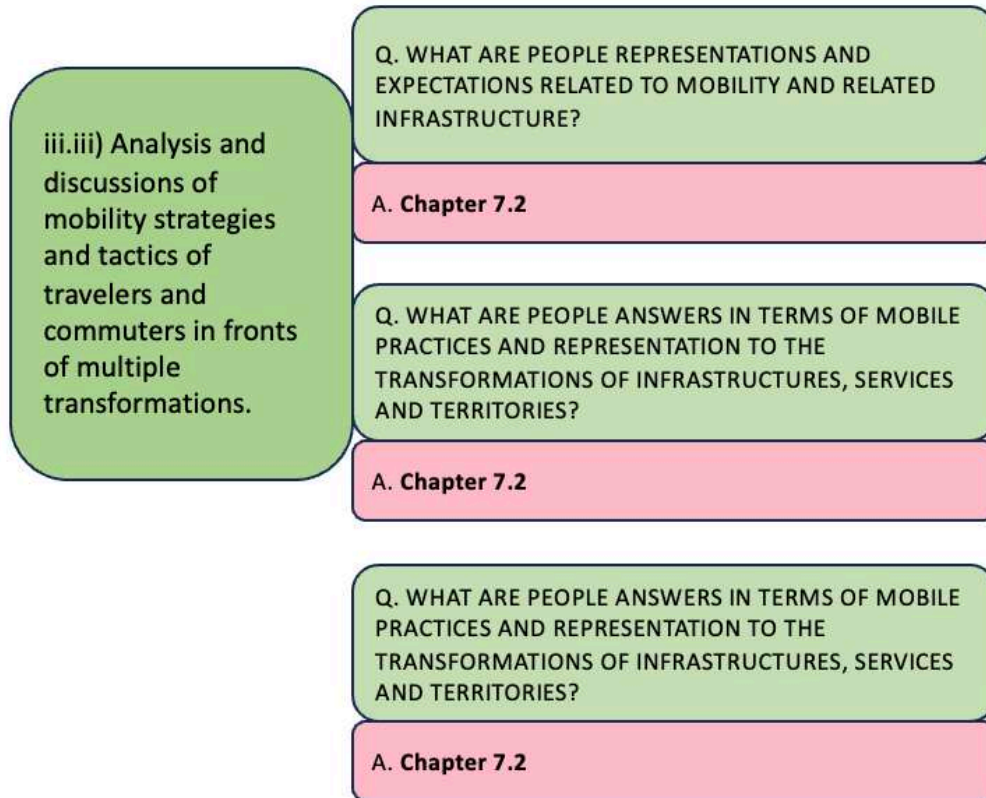 iii.iii) Analysis and
discussions of
mobility strategies
and tactics of
travelers and
commuters in fronts
of multiple
transformations.
Q. WHAT ARE PEOPLE REPRESENTATIONS AND
EXPECTATIONS RELATED TO MOBILITY AND RELATED
INFRASTRUCTURE?
A. Chapter 7.2
Q. WHAT ARE PEOPLE ANSWERS IN TERMS OF MOBILE
PRACTICES AND REPRESENTATION TO THE
TRANSFORMATIONS OF INFRASTRUCTURES, SERVICES
AND TERRITORIES?
A. Chapter 7.2
Q. WHAT ARE PEOPLE ANSWERS IN TERMS OF MOBILE
PRACTICES AND REPRESENTATION TO THE
TRANSFORMATIONS OF INFRASTRUCTURES, SERVICES
AND TERRITORIES?
A. Chapter 7.2